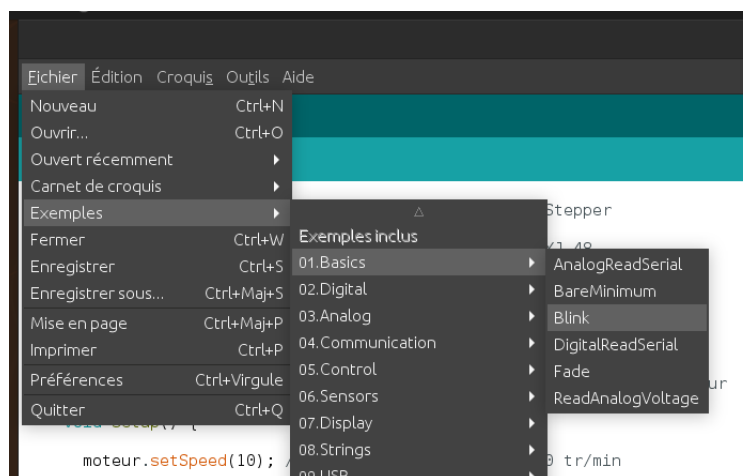 Fichier Édition Croquis Outils Aide
Nouveau Ctrl+N
Ouvrir... Ctrl+O
Ouvert récemment
Carnet de croquis
Exemples
Fermer Ctrl+W
Enregistrer Ctrl+S
Enregistrer sous... Ctrl+Maj+S
Mise en page Ctrl+Maj+P
Imprimer Ctrl+P
Préférences Ctrl+Virgule
Quitter Ctrl+Q
Exemples inclus
01.Basics
02.Digital
03.Analog
04.Communication
05.Control
06.Sensors
07.Display
08.Strings
AnalogReadSerial
BareMinimum
Blink
DigitalReadSerial
Fade
ReadAnalogVoltage
Stepper
ur
moteur.setSpeed(10); / 0 tr/min